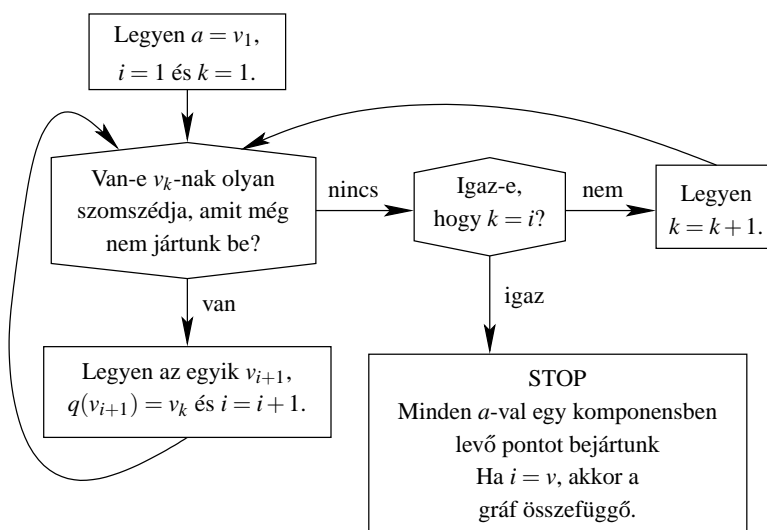 Legyen a = v₁,
i = 1 és k = 1.
Van-e vₖ-nak olyan
szomszédja, amit még
nem jártunk be?
nincs
Igaz-e,
hogy k = i?
nem
Legyen
k = k+1.
van
igaz
Legyen az egyik vᵢ₊₁,
q(vᵢ₊₁) = vₖ és i = i+1.
STOP
Minden a-val egy komponensben
levő pontot bejártunk
Ha i = v, akkor a
gráf összefüggő.